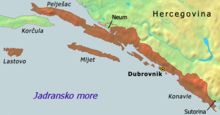 Pelješac
Hercegovina
Neum
Korčula
Lastovo
Mljet
Dubrovnik
Konavle
Jadransko more
Sutorina